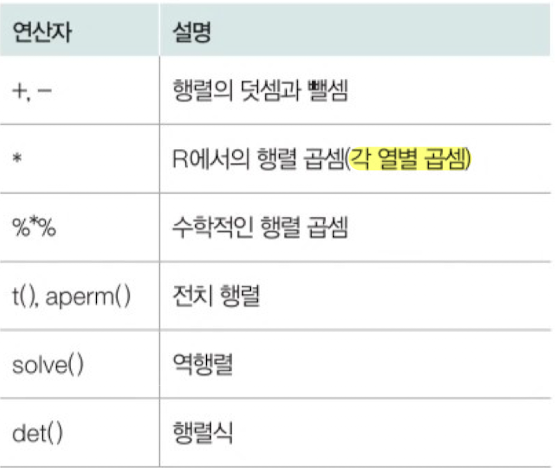 연산자 설명
+, - 행렬의 덧셈과 뺄셈
* R에서의 행렬 곱셈(각 열별 곱셈)
%*% 수학적인 행렬 곱셈
t(), aperm() 전치 행렬
solve() 역행렬
det() 행렬식